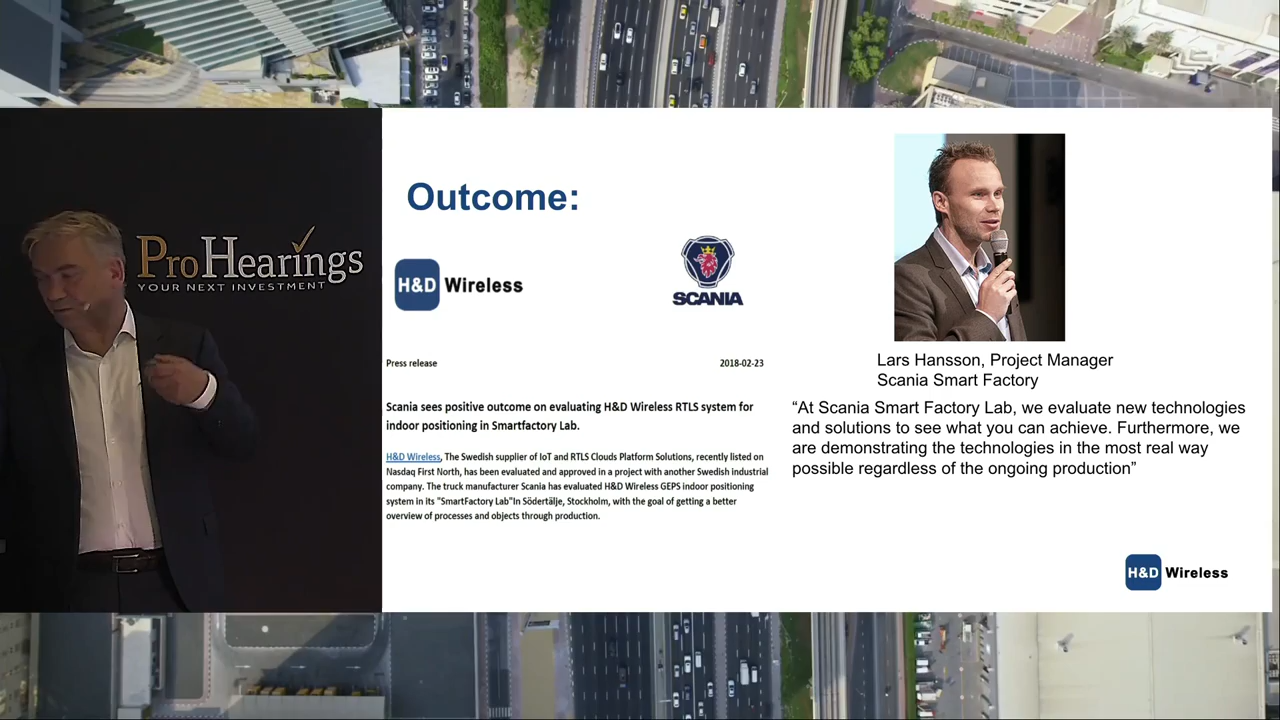 ProHearings
YOUR NEXT INVESTMENT
Outcome:
H&D Wireless
SCANIA
Press release 2018-02-23
Scania sees positive outcome on evaluating H&D Wireless RTLS system for
indoor positioning in Smartfactory Lab.
H&D Wireless, The Swedish supplier of IoT and RTLS Clouds Platform Solutions, recently listed on
Nasdaq First North, has been evaluated and approved in a project with another Swedish industrial
company. The truck manufacturer Scania has evaluated H&D Wireless GEPS indoor positioning
system in its "SmartFactory Lab"In Södertälje, Stockholm, with the goal of getting a better
overview of processes and objects through production.
Lars Hansson, Project Manager
Scania Smart Factory
“At Scania Smart Factory Lab, we evaluate new technologies
and solutions to see what you can achieve. Furthermore, we
are demonstrating the technologies in the most real way
possible regardless of the ongoing production”
H&D Wireless